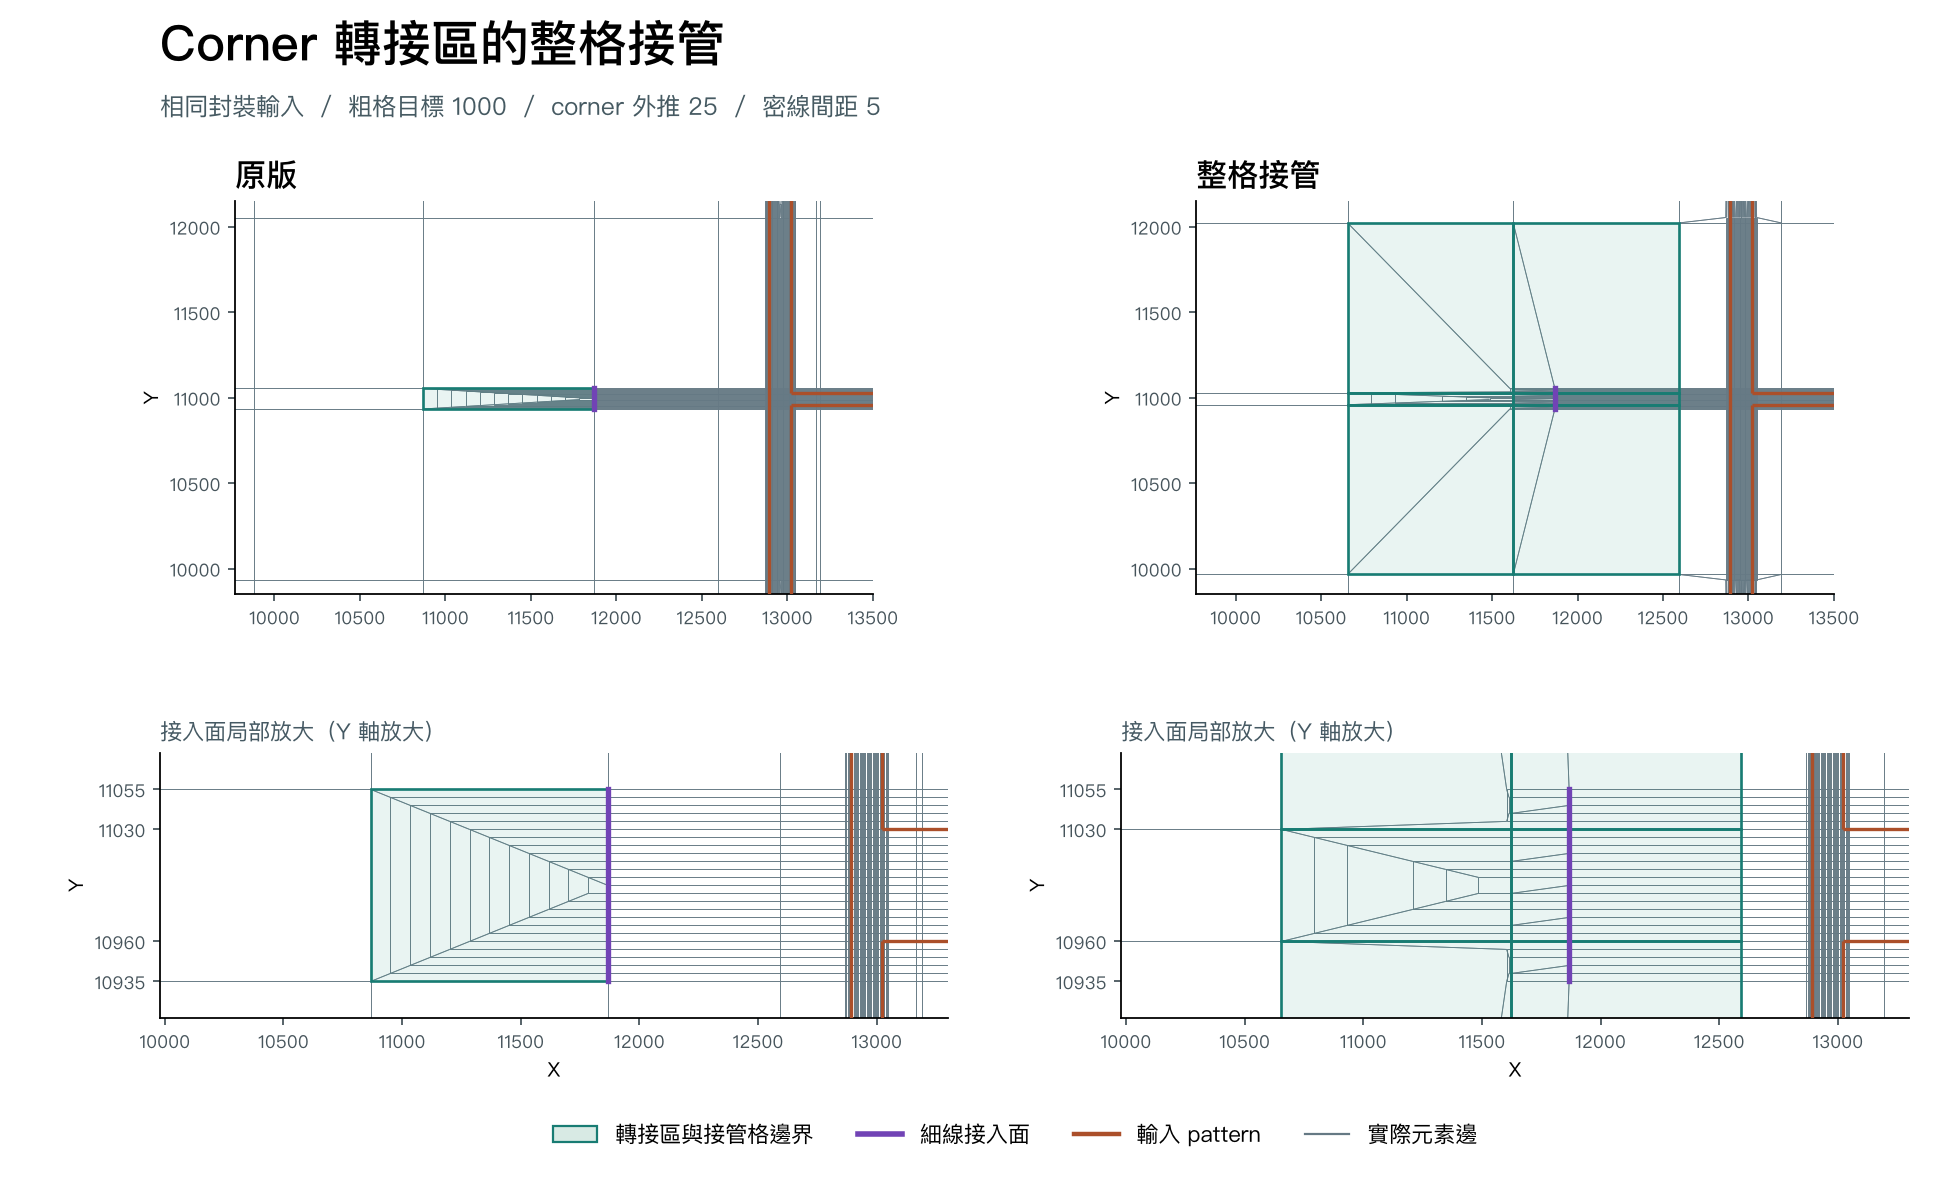 Corner 轉接區的整格接管
相同封裝輸入 / 粗格目標 1000 / corner 外推 25 / 密線間距 5
原版
12000
11500
11000
10500
10000
Y
10000 10500 11000 11500 12000 12500 13000 13500
整格接管
12000
11500
11000
10500
10000
Y
10000 10500 11000 11500 12000 12500 13000 13500
接入面局部放大（Y 軸放大）
11055
11030
10960
10935
Y
10000 10500 11000 11500 12000 12500 13000
X
接入面局部放大（Y 軸放大）
11055
11030
10960
10935
Y
10000 10500 11000 11500 12000 12500 13000
X
轉接區與接管格邊界 細線接入面 輸入 pattern 實際元素邊